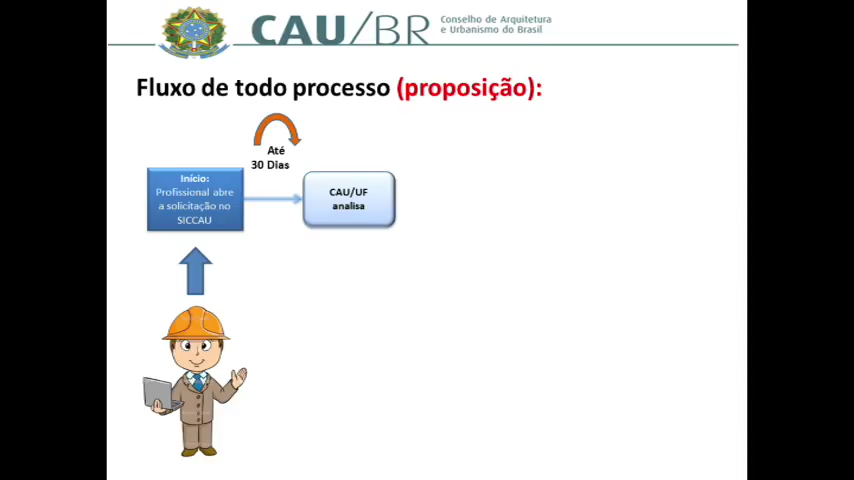 CAU/BR
Conselho de Arquitetura
e Urbanismo do Brasil
Fluxo de todo processo (proposição):
Até
30 Dias
Início:
Profissional abre
a solicitação no
SICCAU
CAU/UF
analisa